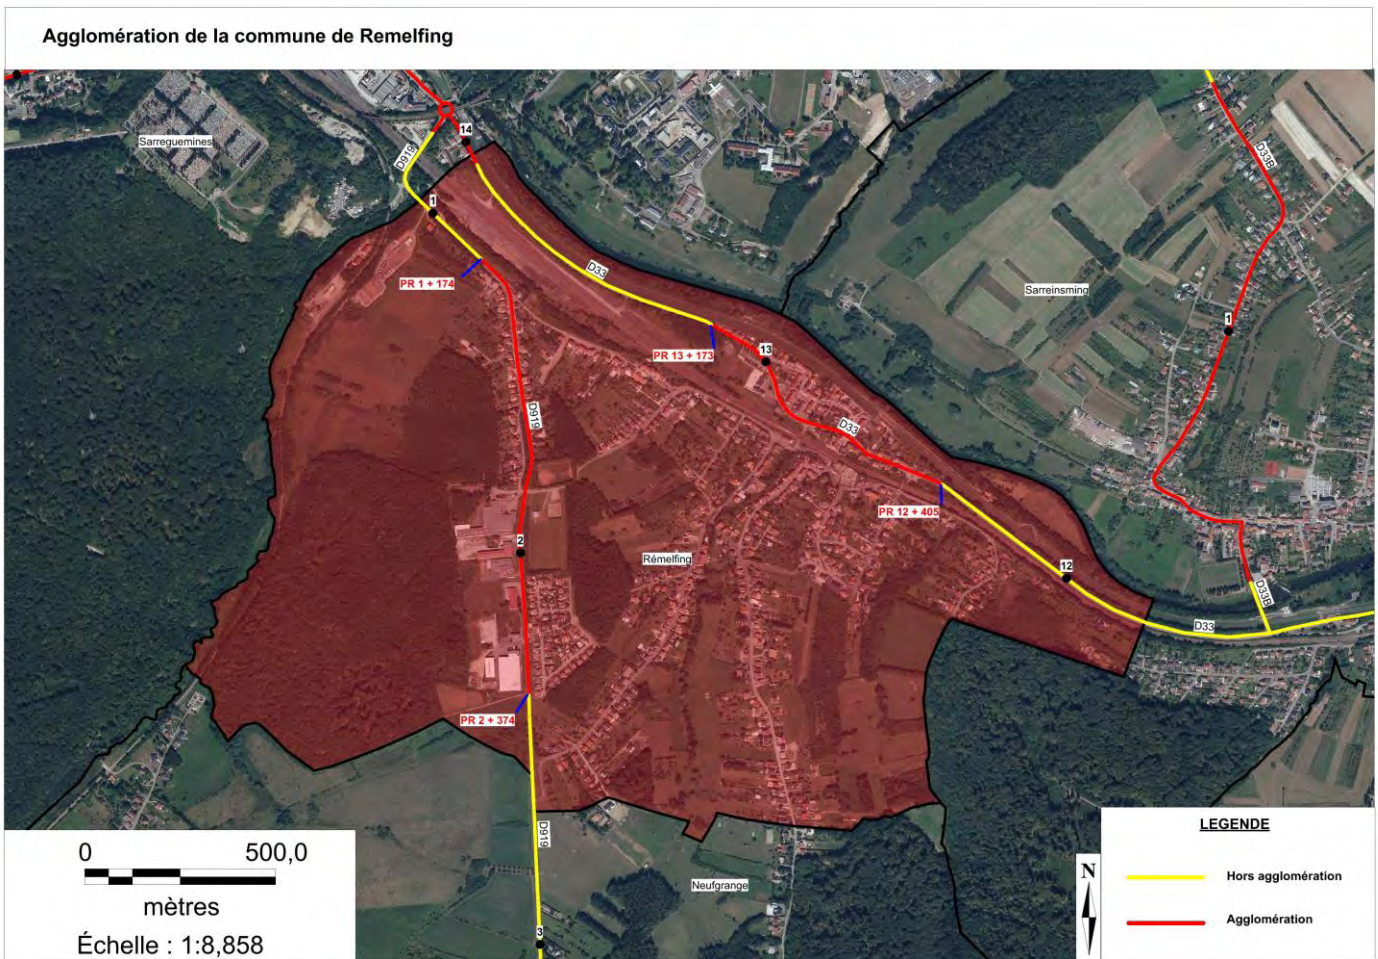 Agglomération de la commune de Remelfing
14
Sarreguemines
D919
D33B
1
D33
PR 1 + 174
Sarreinsming
1
PR 13 + 173
13
D919
D33
PR 12 + 405
2
Rémelfing
12
D33B
D33
PR 2 + 374
D919
Neufgrange
3
0 500,0
mètres
Échelle : 1:8,858
N
LEGENDE
Hors agglomération
Agglomération